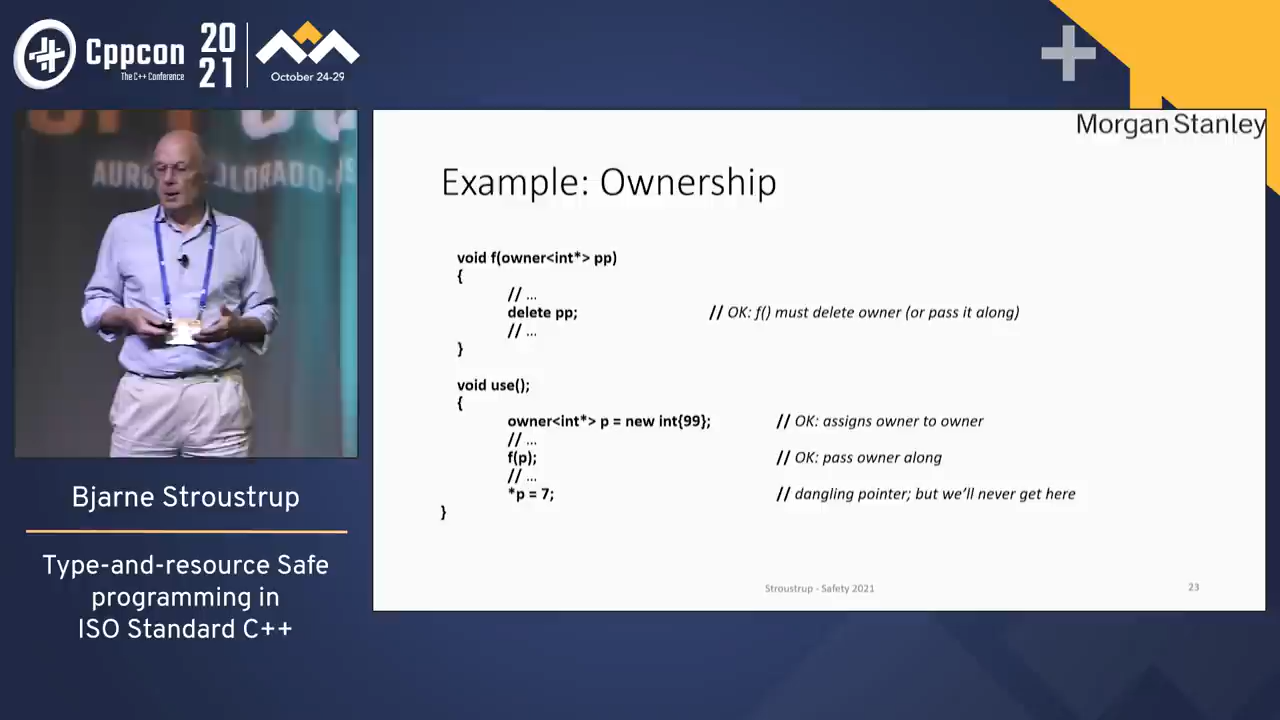 Cppcon
The C++ Conference
20
21
October 24-29
Morgan Stanley
AURO
OLORADO
Bjarne Stroustrup
Type-and-resource Safe
programming in
ISO Standard C++
Example: Ownership
void f(owner<int*> pp)
{
// ...
delete pp; // OK: f() must delete owner (or pass it along)
// ...
}
void use();
{
owner<int*> p = new int{99}; // OK: assigns owner to owner
// ...
f(p); // OK: pass owner along
// ...
*p = 7; // dangling pointer; but we’ll never get here
}
Stroustrup - Safety 2021
23